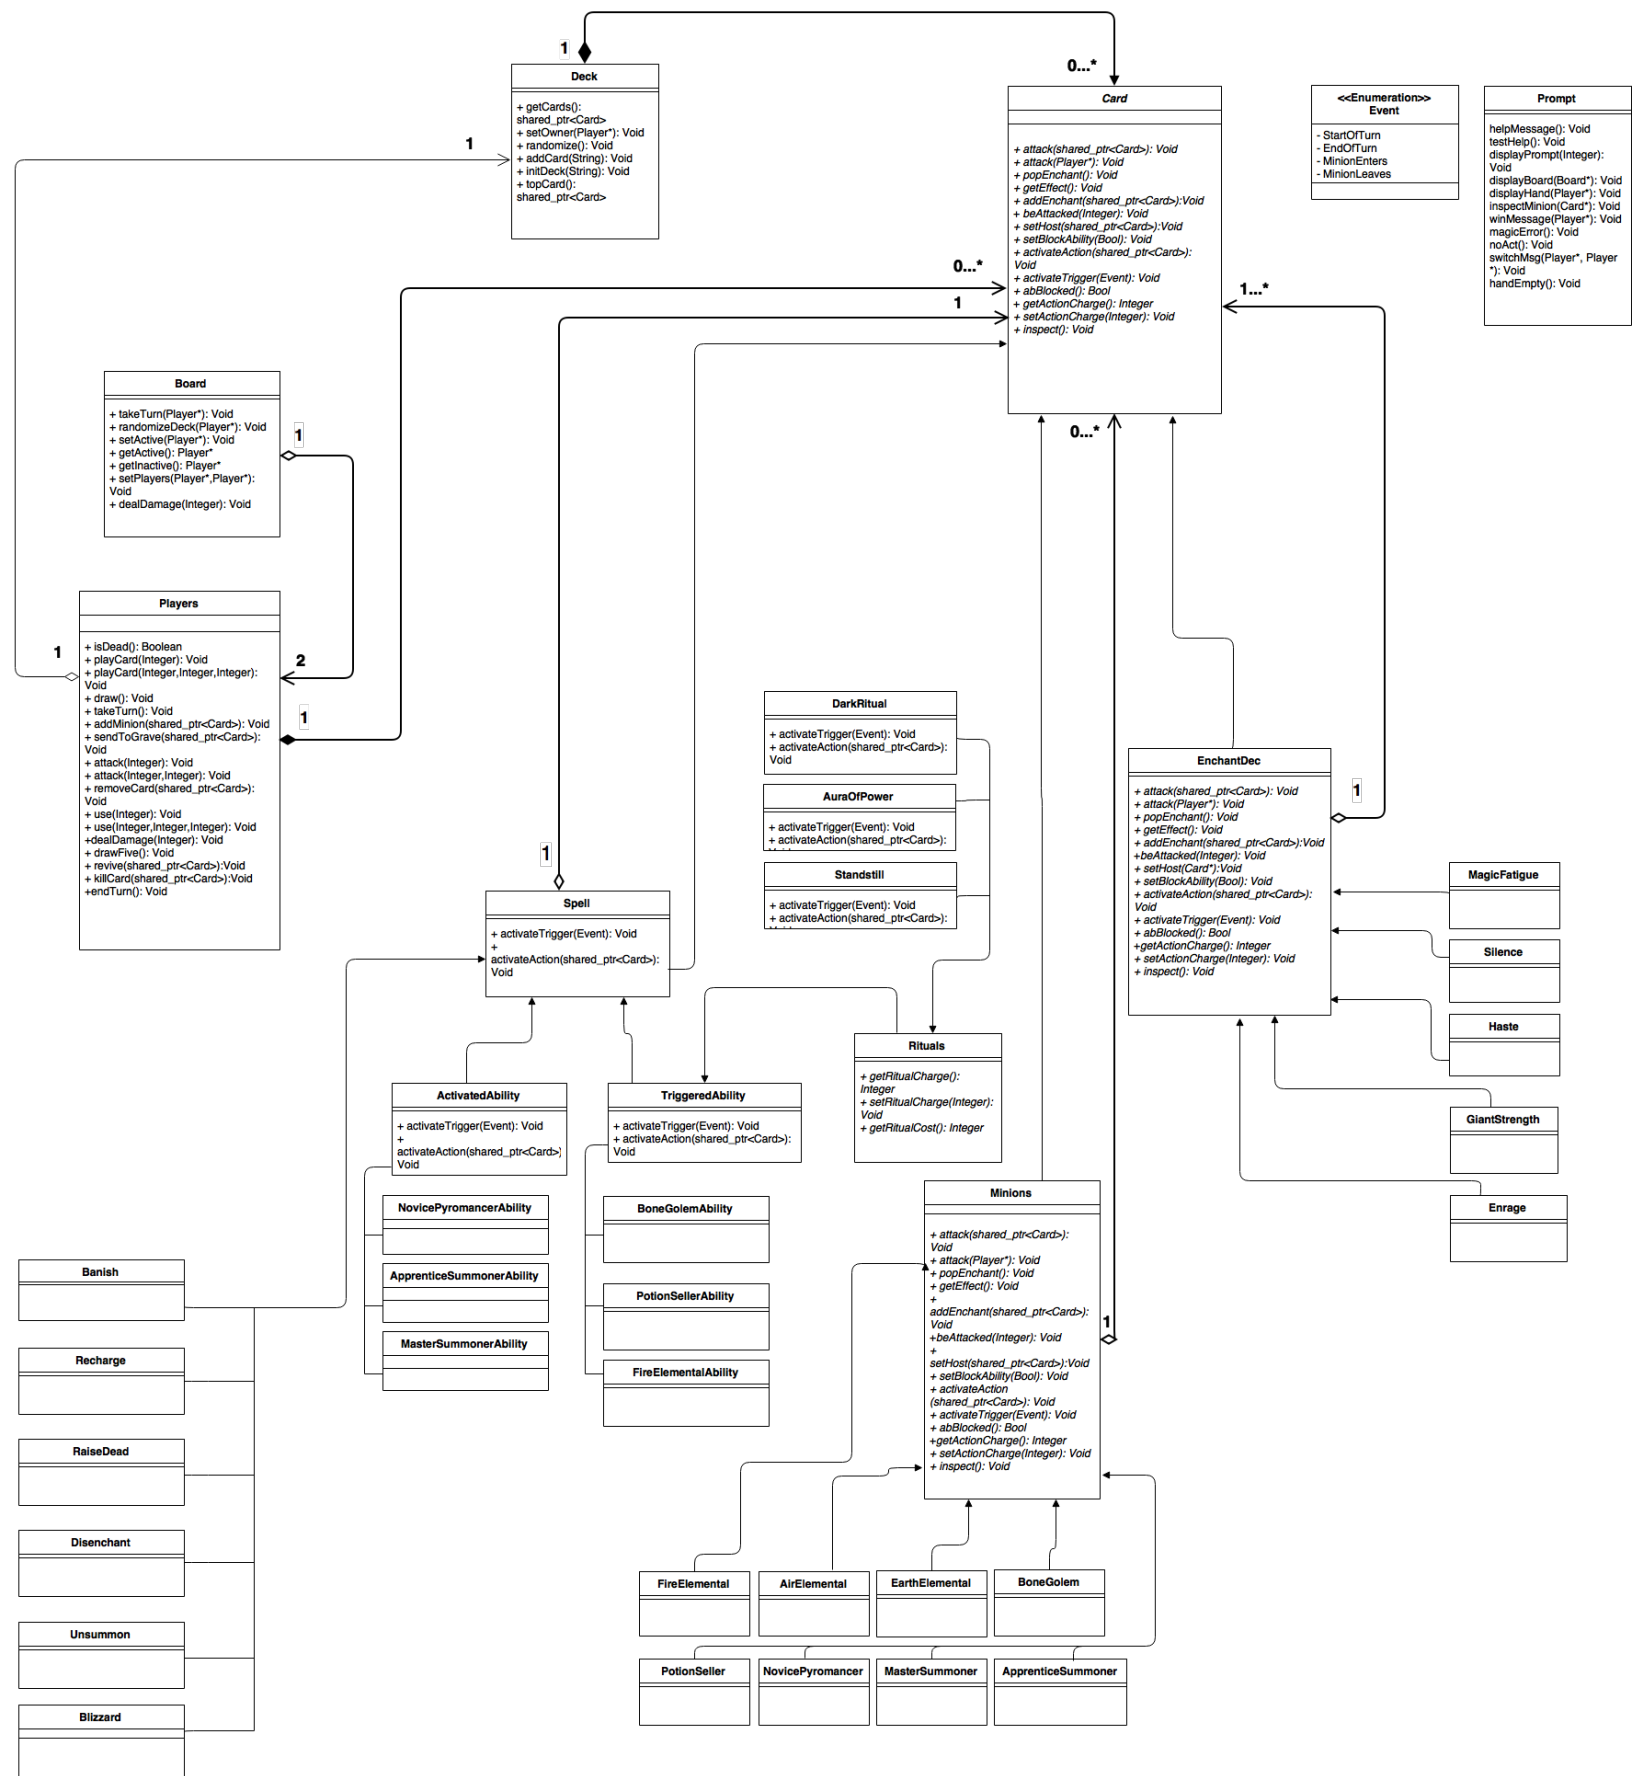 1
Deck
+ getCards():
shared_ptr<Card>
+ setOwner(Player*): Void
+ randomize(): Void
+ addCard(String): Void
+ initDeck(String): Void
+ topCard():
shared_ptr<Card>
1
0...*
Card
+ attack(shared_ptr<Card>): Void
+ attack(Player*): Void
+ popEnchant(): Void
+ getEffect(): Void
+ addEnchant(shared_ptr<Card>):Void
+ beAttacked(Integer): Void
+ setHost(shared_ptr<Card>):Void
+ setBlockAbility(Bool): Void
+ activateAction(shared_ptr<Card>):
Void
+ activateTrigger(Event): Void
+ abBlocked(): Bool
+ getActionCharge(): Integer
+ setActionCharge(Integer): Void
+ inspect(): Void
0...*
1
1...*
0...*
<<Enumeration>>
Event
- StartOfTurn
- EndOfTurn
- MinionEnters
- MinionLeaves
Prompt
helpMessage(): Void
testHelp(): Void
displayPrompt(Integer):
Void
displayBoard(Board*): Void
displayHand(Player*): Void
inspectMinion(Card*): Void
winMessage(Player*): Void
magicError(): Void
noAct(): Void
switchMsg(Player*, Player
*): Void
handEmpty(): Void
Board
+ takeTurn(Player*): Void
+ randomizeDeck(Player*): Void
+ setActive(Player*): Void
+ getActive(): Player*
+ getInactive(): Player*
+ setPlayers(Player*,Player*):
Void
+ dealDamage(Integer): Void
1
2
1
1
Players
+ isDead(): Boolean
+ playCard(Integer): Void
+ playCard(Integer,Integer,Integer):
Void
+ draw(): Void
+ takeTurn(): Void
+ addMinion(shared_ptr<Card>): Void
+ sendToGrave(shared_ptr<Card>):
Void
+ attack(Integer): Void
+ attack(Integer,Integer): Void
+ removeCard(shared_ptr<Card>):
Void
+ use(Integer): Void
+ use(Integer,Integer,Integer): Void
+dealDamage(Integer): Void
+ drawFive(): Void
+ revive(shared_ptr<Card>):Void
+ killCard(shared_ptr<Card>):Void
+endTurn(): Void
DarkRitual
+ activateTrigger(Event): Void
+ activateAction(shared_ptr<Card>):
Void
AuraOfPower
+ activateTrigger(Event): Void
+ activateAction(shared_ptr<Card>):
Standstill
+ activateTrigger(Event): Void
+ activateAction(shared_ptr<Card>):
EnchantDec
+ attack(shared_ptr<Card>): Void
+ attack(Player*): Void
+ popEnchant(): Void
+ getEffect(): Void
+ addEnchant(shared_ptr<Card>):Void
+beAttacked(Integer): Void
+ setHost(Card*): Void
+ setBlockAbility(Bool): Void
+ activateAction(shared_ptr<Card>):
Void
+ activateTrigger(Event): Void
+ abBlocked(): Bool
+getActionCharge(): Integer
+ setActionCharge(Integer): Void
+ inspect(): Void
1
MagicFatigue
Silence
Haste
GiantStrength
Enrage
1
Spell
+ activateTrigger(Event): Void
+
activateAction(shared_ptr<Card>):
Void
ActivatedAbility
+ activateTrigger(Event): Void
+
activateAction(shared_ptr<Card>)
Void
TriggeredAbility
+ activateTrigger(Event): Void
+ activateAction(shared_ptr<Card>):
Void
Rituals
+ getRitualCharge():
Integer
+ setRitualCharge(Integer):
Void
+ getRitualCost(): Integer
NovicePyromancerAbility
ApprenticeSummonerAbility
MasterSummonerAbility
BoneGolemAbility
PotionSellerAbility
FireElementalAbility
Minions
+ attack(shared_ptr<Card>):
Void
+ attack(Player*): Void
+ popEnchant(): Void
+ getEffect(): Void
+
addEnchant(shared_ptr<Card>):
Void
+beAttacked(Integer): Void
+
setHost(shared_ptr<Card>):Void
+ setBlockAbility(Bool): Void
+ activateAction
(shared_ptr<Card>): Void
+ activateTrigger(Event): Void
+ abBlocked(): Bool
+getActionCharge(): Integer
+ setActionCharge(Integer): Void
+ inspect(): Void
1
Banish
Recharge
RaiseDead
Disenchant
Unsummon
Blizzard
FireElemental
AirElemental
EarthElemental
BoneGolem
PotionSeller
NovicePyromancer
MasterSummoner
ApprenticeSummoner